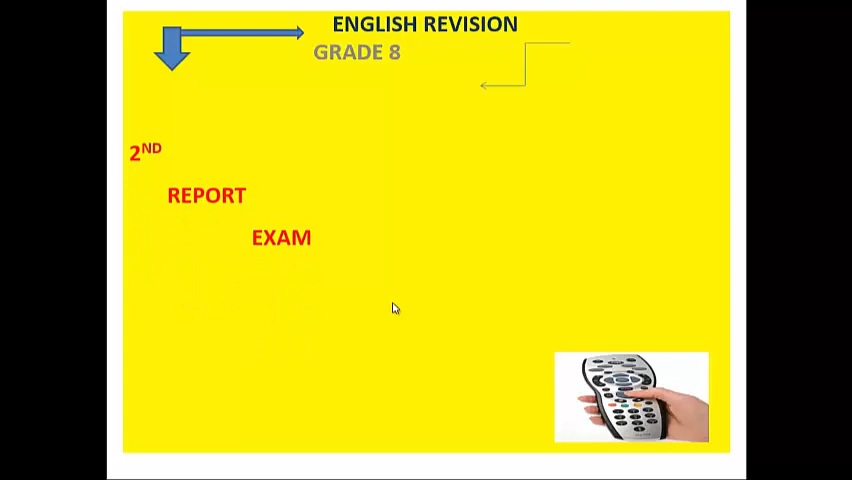 ENGLISH REVISION
GRADE 8
2ND
REPORT
EXAM